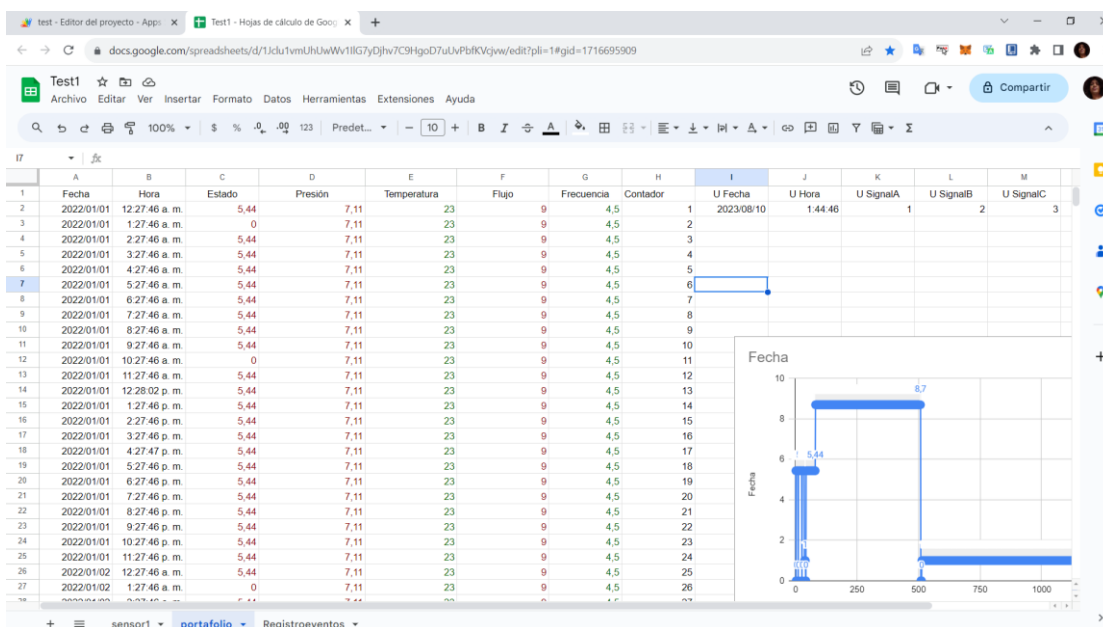 test - Editor del proyecto - Apps
Test1 - Hojas de cálculo de Goog
docs.google.com/spreadsheets/d/1Jclu1vmUhUwWv1IlG7yDjhv7C9HgoD7uUvPbfKVcjvw/edit?pli=1#gid=1716695909
Test1
Archivo Editar Ver Insertar Formato Datos Herramientas Extensiones Ayuda
Compartir
100% $ % .0 .00 123 Predet... 10 B I A
I7 fx
A B C D E F G H I J K L M
1 Fecha Hora Estado Presión Temperatura Flujo Frecuencia Contador U Fecha U Hora U SignalA U SignalB U SignalC
2 2022/01/01 12:27:46 a. m. 5,44 7,11 23 9 4,5 1 2023/08/10 1:44:46 1 2 3
3 2022/01/01 1:27:46 a. m. 0 7,11 23 9 4,5 2
4 2022/01/01 2:27:46 a. m. 5,44 7,11 23 9 4,5 3
5 2022/01/01 3:27:46 a. m. 5,44 7,11 23 9 4,5 4
6 2022/01/01 4:27:46 a. m. 5,44 7,11 23 9 4,5 5
7 2022/01/01 5:27:46 a. m. 5,44 7,11 23 9 4,5 6
8 2022/01/01 6:27:46 a. m. 5,44 7,11 23 9 4,5 7
9 2022/01/01 7:27:46 a. m. 5,44 7,11 23 9 4,5 8
10 2022/01/01 8:27:46 a. m. 5,44 7,11 23 9 4,5 9
11 2022/01/01 9:27:46 a. m. 5,44 7,11 23 9 4,5 10
12 2022/01/01 10:27:46 a. m. 0 7,11 23 9 4,5 11
13 2022/01/01 11:27:46 a. m. 5,44 7,11 23 9 4,5 12
14 2022/01/01 12:28:02 p. m. 5,44 7,11 23 9 4,5 13
15 2022/01/01 1:27:46 p. m. 5,44 7,11 23 9 4,5 14
16 2022/01/01 2:27:46 p. m. 5,44 7,11 23 9 4,5 15
17 2022/01/01 3:27:46 p. m. 5,44 7,11 23 9 4,5 16
18 2022/01/01 4:27:47 p. m. 5,44 7,11 23 9 4,5 17
19 2022/01/01 5:27:46 p. m. 5,44 7,11 23 9 4,5 18
20 2022/01/01 6:27:46 p. m. 5,44 7,11 23 9 4,5 19
21 2022/01/01 7:27:46 p. m. 5,44 7,11 23 9 4,5 20
22 2022/01/01 8:27:46 p. m. 5,44 7,11 23 9 4,5 21
23 2022/01/01 9:27:46 p. m. 5,44 7,11 23 9 4,5 22
24 2022/01/01 10:27:46 p. m. 5,44 7,11 23 9 4,5 23
25 2022/01/01 11:27:46 p. m. 5,44 7,11 23 9 4,5 24
26 2022/01/02 12:27:46 a. m. 5,44 7,11 23 9 4,5 25
27 2022/01/02 1:27:46 a. m. 0 7,11 23 9 4,5 26
Fecha
10
8,7
8
6
5,44
Fecha
4
2
0
0 250 500 750 1000
sensor1 portafolio Registroeventos